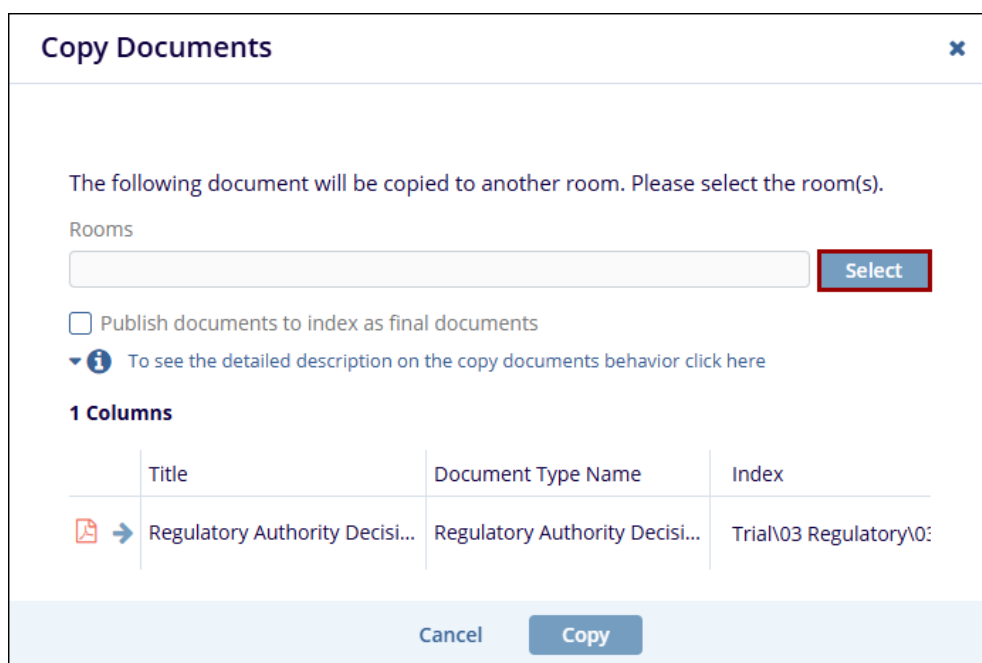 Copy Documents
The following document will be copied to another room. Please select the room(s).
Rooms
Select
Publish documents to index as final documents
To see the detailed description on the copy documents behavior click here
1 Columns
Title Document Type Name Index
Regulatory Authority Decisi... Regulatory Authority Decisi... Trial\03 Regulatory\03
Cancel Copy